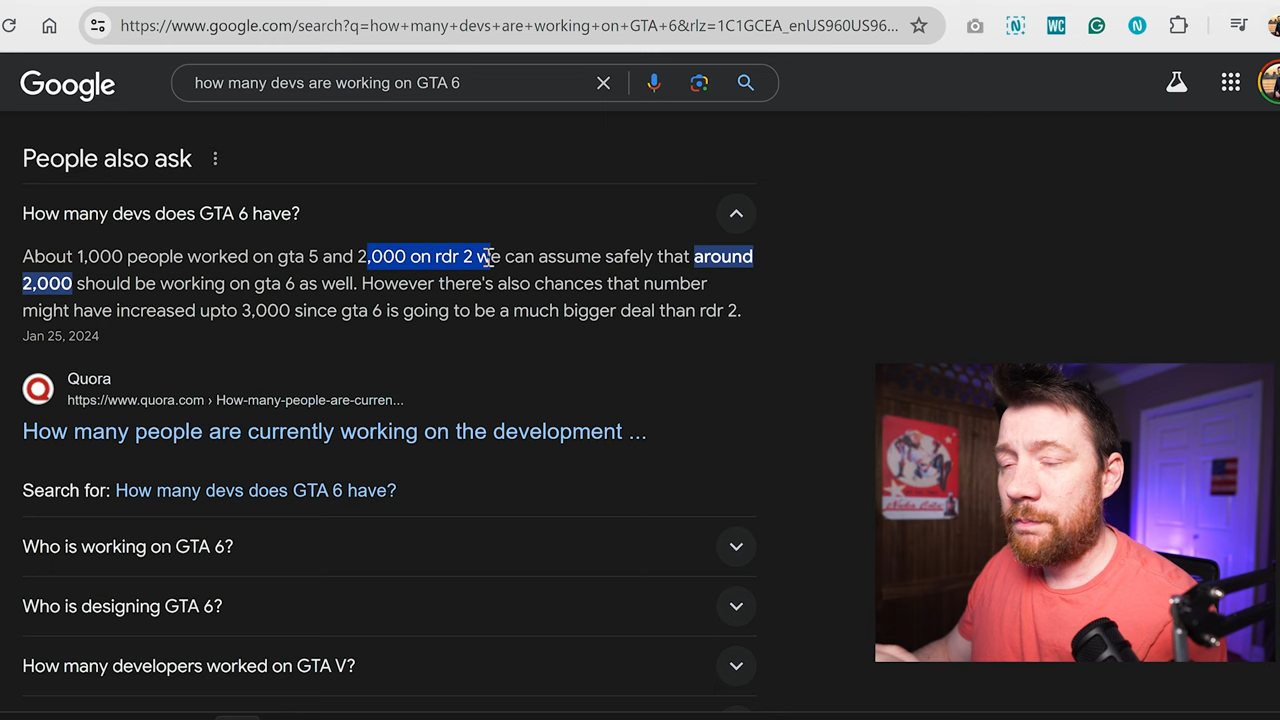 https://www.google.com/search?q=how+many+devs+are+working+on+GTA+6&rlz=1C1GCEA_enUS960US96...
WC
Google
how many devs are working on GTA 6
People also ask
How many devs does GTA 6 have?
About 1,000 people worked on gta 5 and 2,000 on rdr 2 we can assume safely that around
2,000 should be working on gta 6 as well. However there's also chances that number
might have increased upto 3,000 since gta 6 is going to be a much bigger deal than rdr 2.
Jan 25, 2024
Quora
https://www.quora.com › How-many-people-are-curren...
How many people are currently working on the development ...
Search for: How many devs does GTA 6 have?
Who is working on GTA 6?
Who is designing GTA 6?
How many developers worked on GTA V?